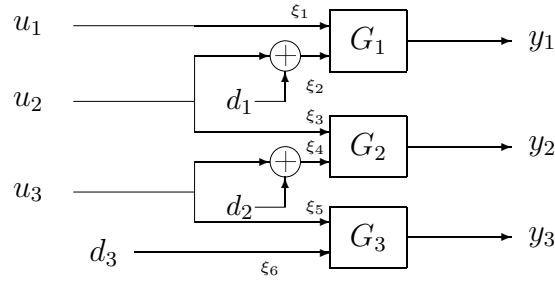 u₁ ξ₁ G₁ y₁
+ ξ₂
u₂ d₁
ξ₃
+ ξ₄ G₂ y₂
u₃ d₂ ξ₅
G₃ y₃
d₃ ξ₆